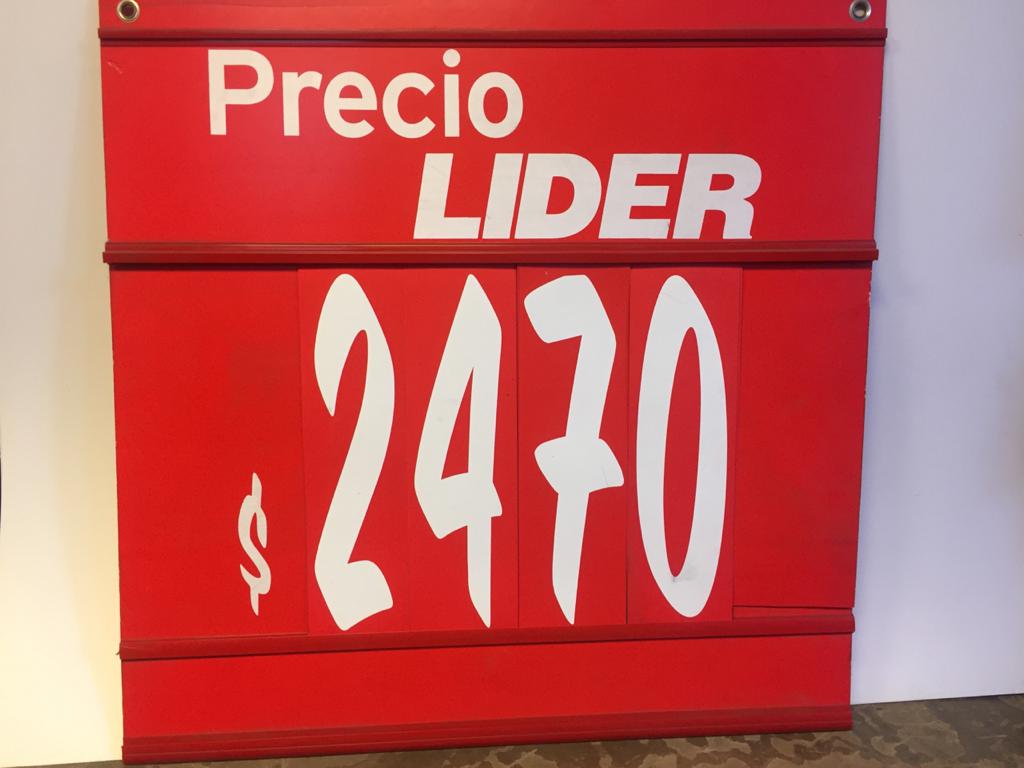 Precio
LIDER
$ 2470